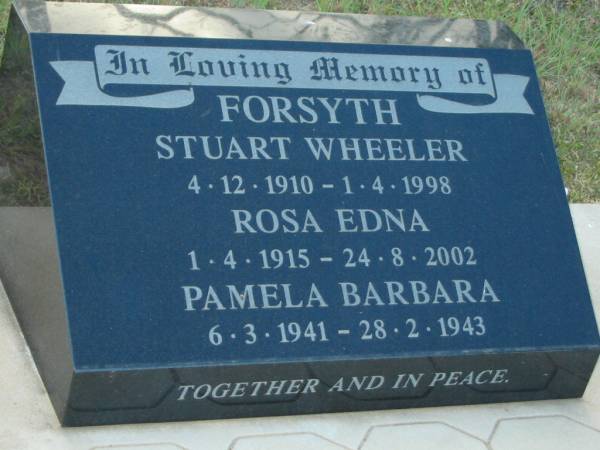 In Loving Memory of
FORSYTH
STUART WHEELER
4 · 12 · 1910 – 1 · 4 · 1998
ROSA EDNA
1 · 4 · 1915 – 24 · 8 · 2002
PAMELA BARBARA
6 · 3 · 1941 – 28 · 2 · 1943
TOGETHER AND IN PEACE.